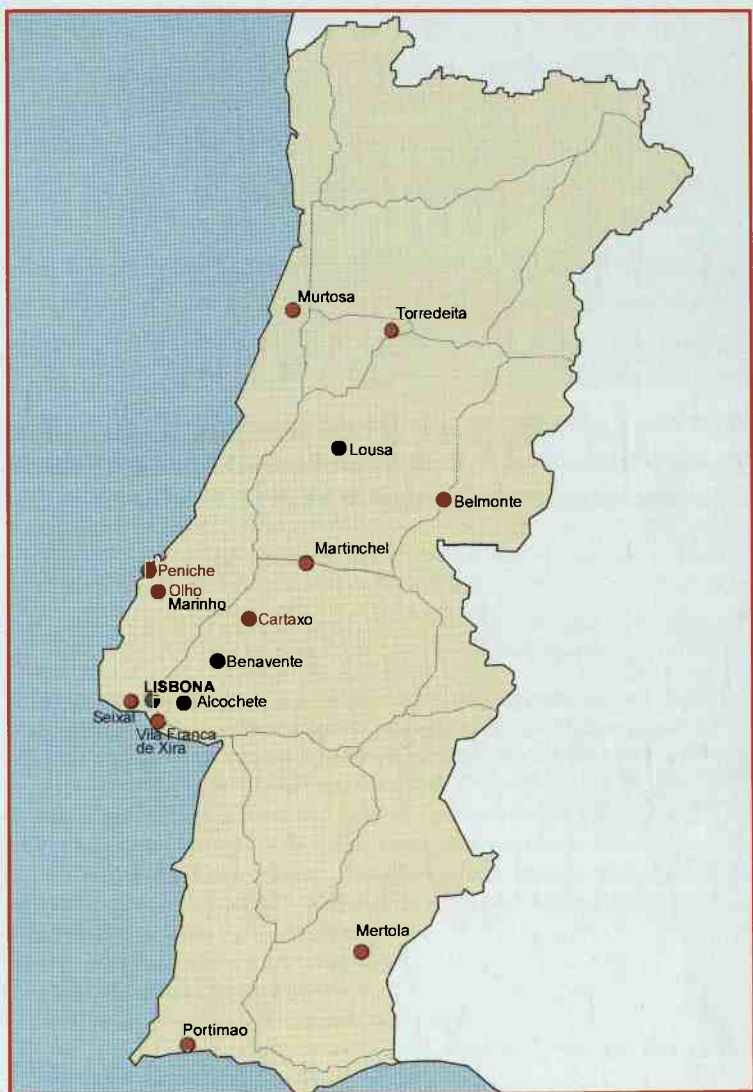 Murtosa
Torredeita
Lousa
Belmonte
Martinchel
Peniche
Olho
Marinho
Cartaxo
Benavente
LISBONA
Alcochete
Seixal
Vila Franca
de Xira
Mertola
Portimao